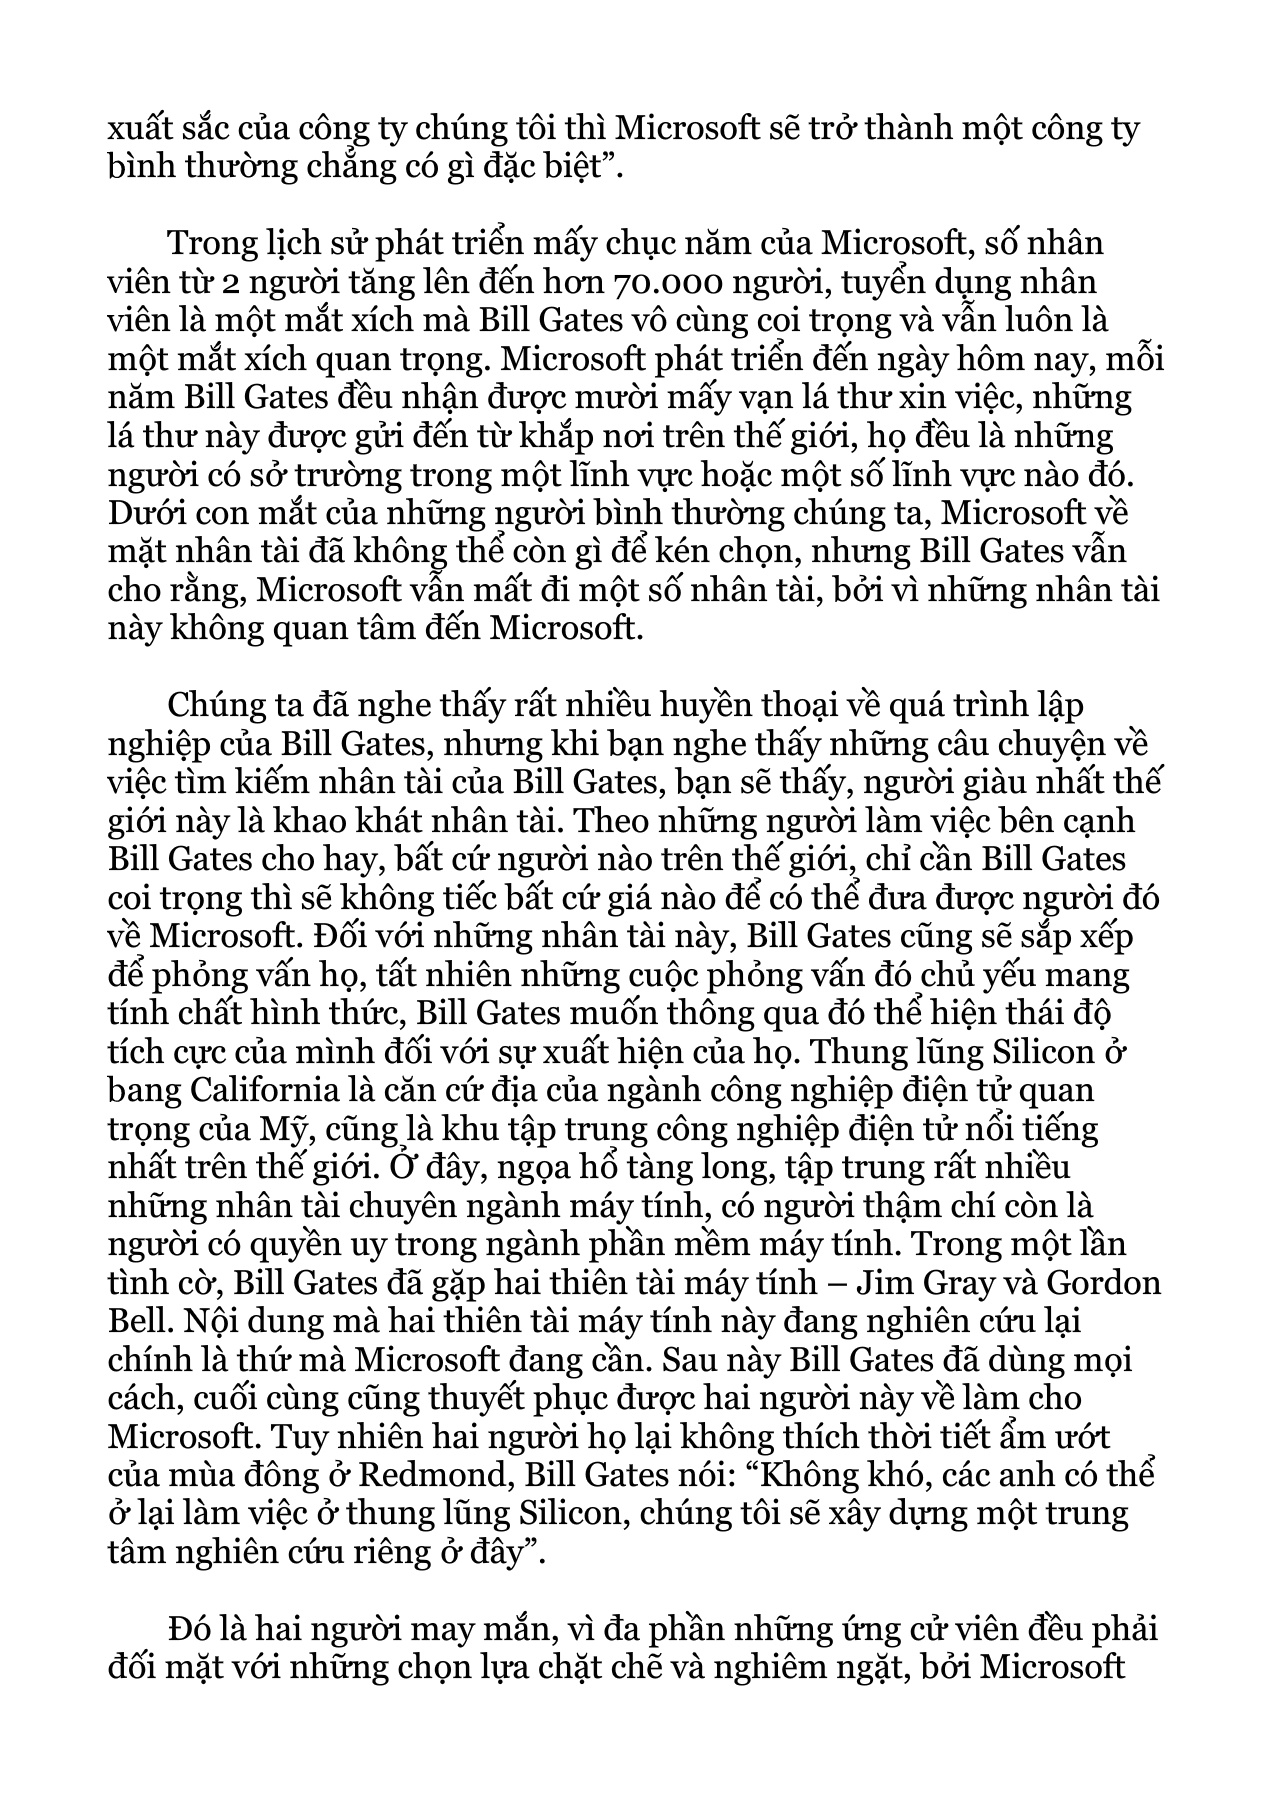 xuất sắc của công ty chúng tôi thì Microsoft sẽ trở thành một công ty
bình thường chẳng có gì đặc biệt”.
Trong lịch sử phát triển mấy chục năm của Microsoft, số nhân
viên từ 2 người tăng lên đến hơn 70.000 người, tuyển dụng nhân
viên là một mắt xích mà Bill Gates vô cùng coi trọng và vẫn luôn là
một mắt xích quan trọng. Microsoft phát triển đến ngày hôm nay, mỗi
năm Bill Gates đều nhận được mười mấy vạn lá thư xin việc, những
lá thư này được gửi đến từ khắp nơi trên thế giới, họ đều là những
người có sở trường trong một lĩnh vực hoặc một số lĩnh vực nào đó.
Dưới con mắt của những người bình thường chúng ta, Microsoft về
mặt nhân tài đã không thể còn gì để kén chọn, nhưng Bill Gates vẫn
cho rằng, Microsoft vẫn mất đi một số nhân tài, bởi vì những nhân tài
này không quan tâm đến Microsoft.
Chúng ta đã nghe thấy rất nhiều huyền thoại về quá trình lập
nghiệp của Bill Gates, nhưng khi bạn nghe thấy những câu chuyện về
việc tìm kiếm nhân tài của Bill Gates, bạn sẽ thấy, người giàu nhất thế
giới này là khao khát nhân tài. Theo những người làm việc bên cạnh
Bill Gates cho hay, bất cứ người nào trên thế giới, chỉ cần Bill Gates
coi trọng thì sẽ không tiếc bất cứ giá nào để có thể đưa được người đó
về Microsoft. Đối với những nhân tài này, Bill Gates cũng sẽ sắp xếp
để phỏng vấn họ, tất nhiên những cuộc phỏng vấn đó chủ yếu mang
tính chất hình thức, Bill Gates muốn thông qua đó thể hiện thái độ
tích cực của mình đối với sự xuất hiện của họ. Thung lũng Silicon ở
bang California là căn cứ địa của ngành công nghiệp điện tử quan
trọng của Mỹ, cũng là khu tập trung công nghiệp điện tử nổi tiếng
nhất trên thế giới. Ở đây, ngọa hổ tàng long, tập trung rất nhiều
những nhân tài chuyên ngành máy tính, có người thậm chí còn là
người có quyền uy trong ngành phần mềm máy tính. Trong một lần
tình cờ, Bill Gates đã gặp hai thiên tài máy tính – Jim Gray và Gordon
Bell. Nội dung mà hai thiên tài máy tính này đang nghiên cứu lại
chính là thứ mà Microsoft đang cần. Sau này Bill Gates đã dùng mọi
cách, cuối cùng cũng thuyết phục được hai người này về làm cho
Microsoft. Tuy nhiên hai người họ lại không thích thời tiết ẩm ướt
của mùa đông ở Redmond, Bill Gates nói: “Không khó, các anh có thể
ở lại làm việc ở thung lũng Silicon, chúng tôi sẽ xây dựng một trung
tâm nghiên cứu riêng ở đây”.
Đó là hai người may mắn, vì đa phần những ứng cử viên đều phải
đối mặt với những chọn lựa chặt chẽ và nghiêm ngặt, bởi Microsoft